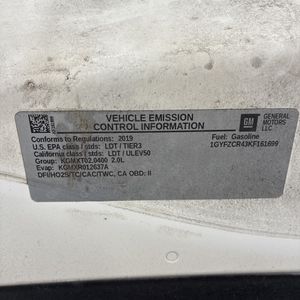 VEHICLE EMISSION
CONTROL INFORMATION
GM
GENERAL
MOTORS
LLC.
Conforms to Regulations: 2019
Fuel: Gasoline
U.S. EPA class / stds: LDT / TIER3
1GYFZCR43KF161699
California class / stds: LDT / ULEV50
Group: KGMXT02.0400 2.0L
Evap: KGMXR012637A
DFI/HO2S/TC/CAC/TWC, CA OBD: II